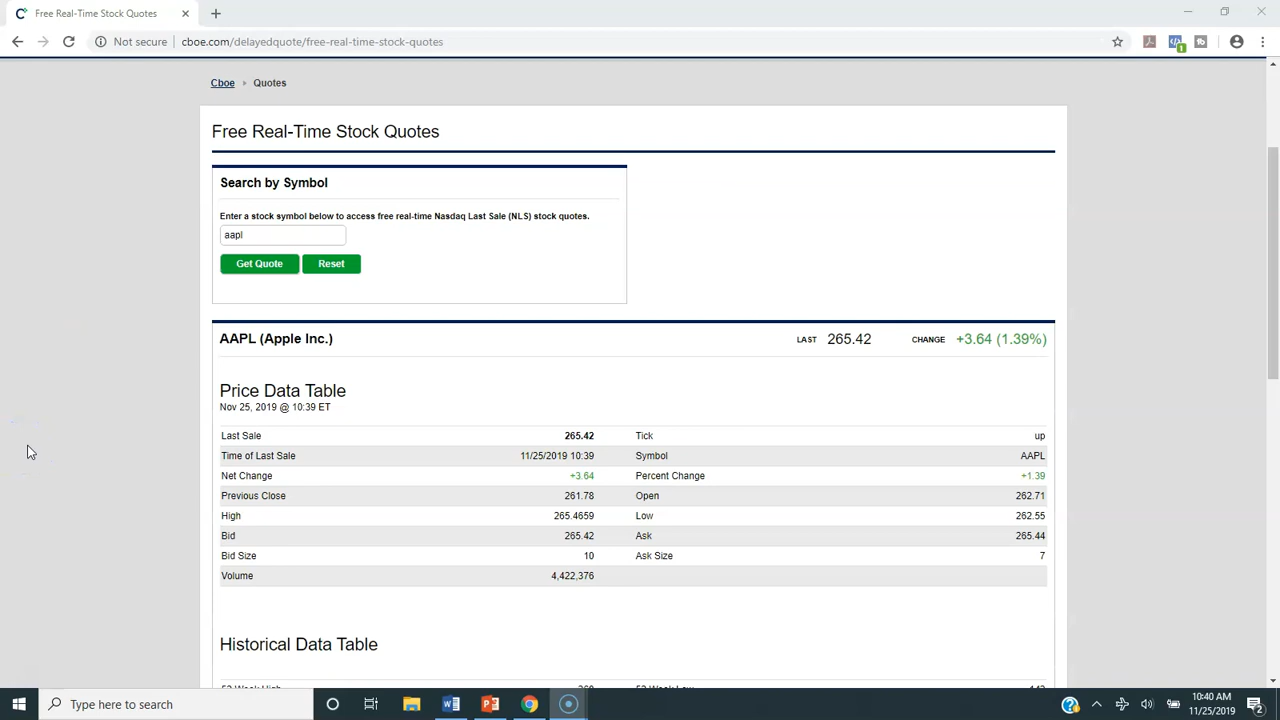 Free Real-Time Stock Quotes
Not secure | cboe.com/delayedquote/free-real-time-stock-quotes
1
Cboe Quotes
Free Real-Time Stock Quotes
Search by Symbol
Enter a stock symbol below to access free real-time Nasdaq Last Sale (NLS) stock quotes.
aapl
Get Quote Reset
AAPL (Apple Inc.) LAST 265.42 CHANGE +3.64 (1.39%)
Price Data Table
Nov 25, 2019 @ 10:39 ET
Last Sale 265.42 Tick up
Time of Last Sale 11/25/2019 10:39 Symbol AAPL
Net Change +3.64 Percent Change +1.39
Previous Close 261.78 Open 262.71
High 265.4659 Low 262.55
Bid 265.42 Ask 265.44
Bid Size 10 Ask Size 7
Volume 4,422,376
Historical Data Table
Type here to search
10:40 AM
11/25/2019
2